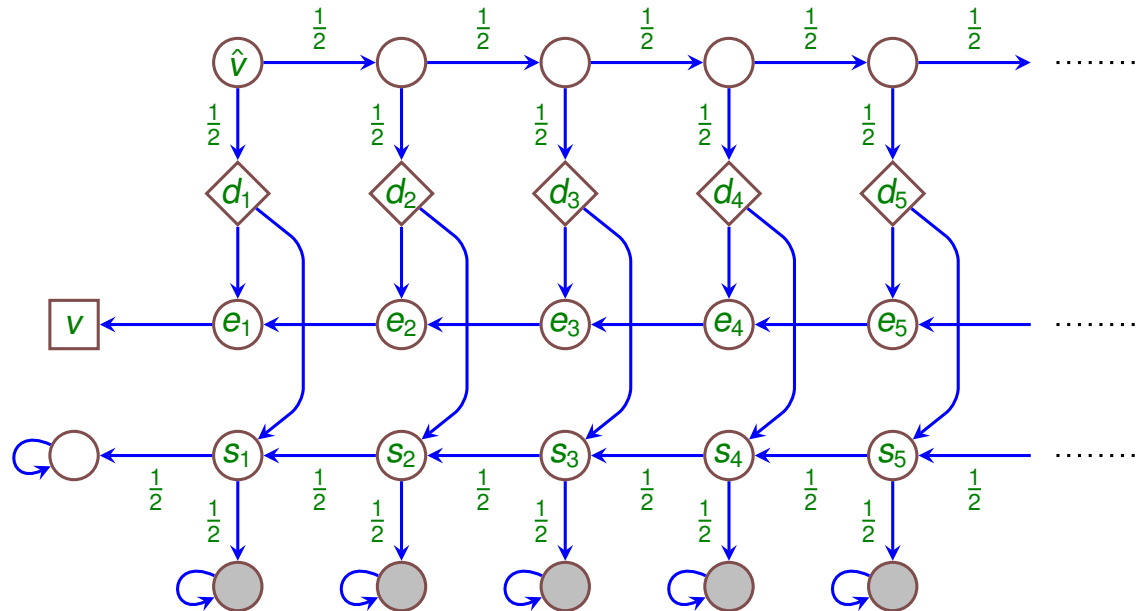 1/2 1/2 1/2 1/2 1/2
v̂ ........
1/2 1/2 1/2 1/2 1/2
d₁ d₂ d₃ d₄ d₅
v e₁ e₂ e₃ e₄ e₅ ........
s₁ s₂ s₃ s₄ s₅ ........
1/2 1/2 1/2 1/2 1/2 1/2
1/2 1/2 1/2 1/2 1/2